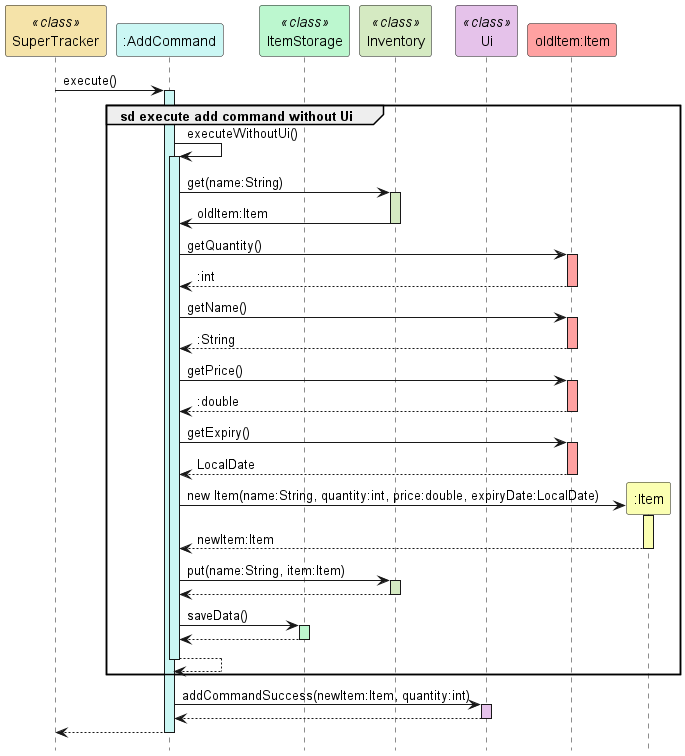 «class» «class» «class» «class»
SuperTracker :AddCommand ItemStorage Inventory Ui oldItem:Item
execute()
sd execute add command without Ui
executeWithoutUi()
get(name:String)
oldItem:Item
getQuantity()
:int
getName()
:String
getPrice()
:double
getExpiry()
LocalDate
new Item(name:String, quantity:int, price:double, expiryDate:LocalDate) :Item
newItem:Item
put(name:String, item:Item)
saveData()
addCommandSuccess(newItem:Item, quantity:int)